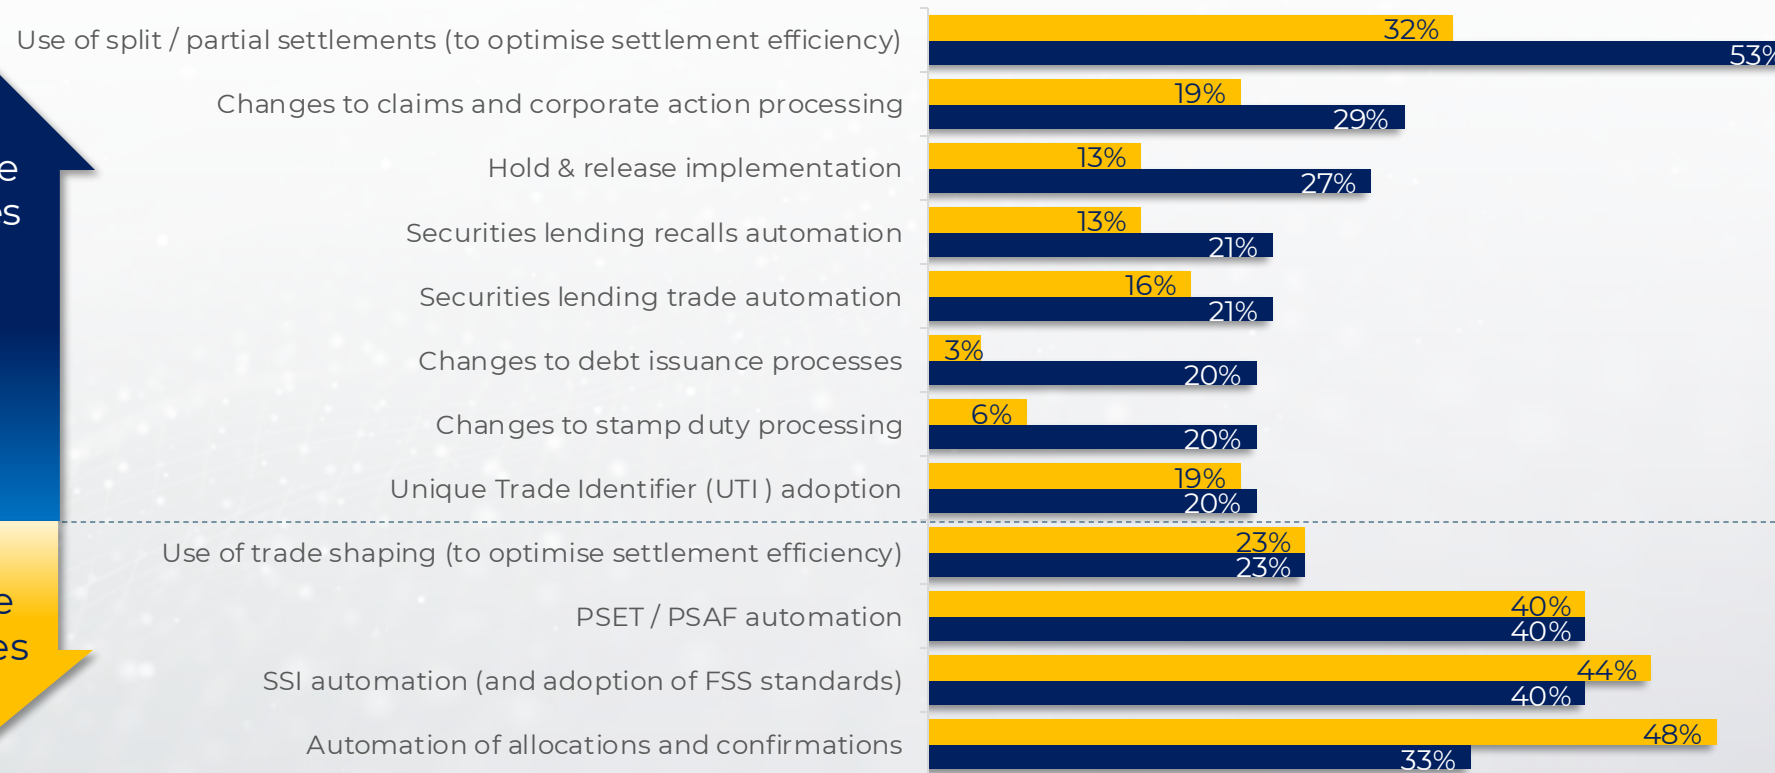 Use of split / partial settlements (to optimise settlement efficiency)
32%
53%
Changes to claims and corporate action processing
19%
29%
Hold & release implementation
13%
27%
Securities lending recalls automation
13%
21%
Securities lending trade automation
16%
21%
Changes to debt issuance processes
3%
20%
Changes to stamp duty processing
6%
20%
Unique Trade Identifier (UTI ) adoption
19%
20%
Use of trade shaping (to optimise settlement efficiency)
23%
23%
PSET / PSAF automation
40%
40%
SSI automation (and adoption of FSS standards)
44%
40%
Automation of allocations and confirmations
48%
33%